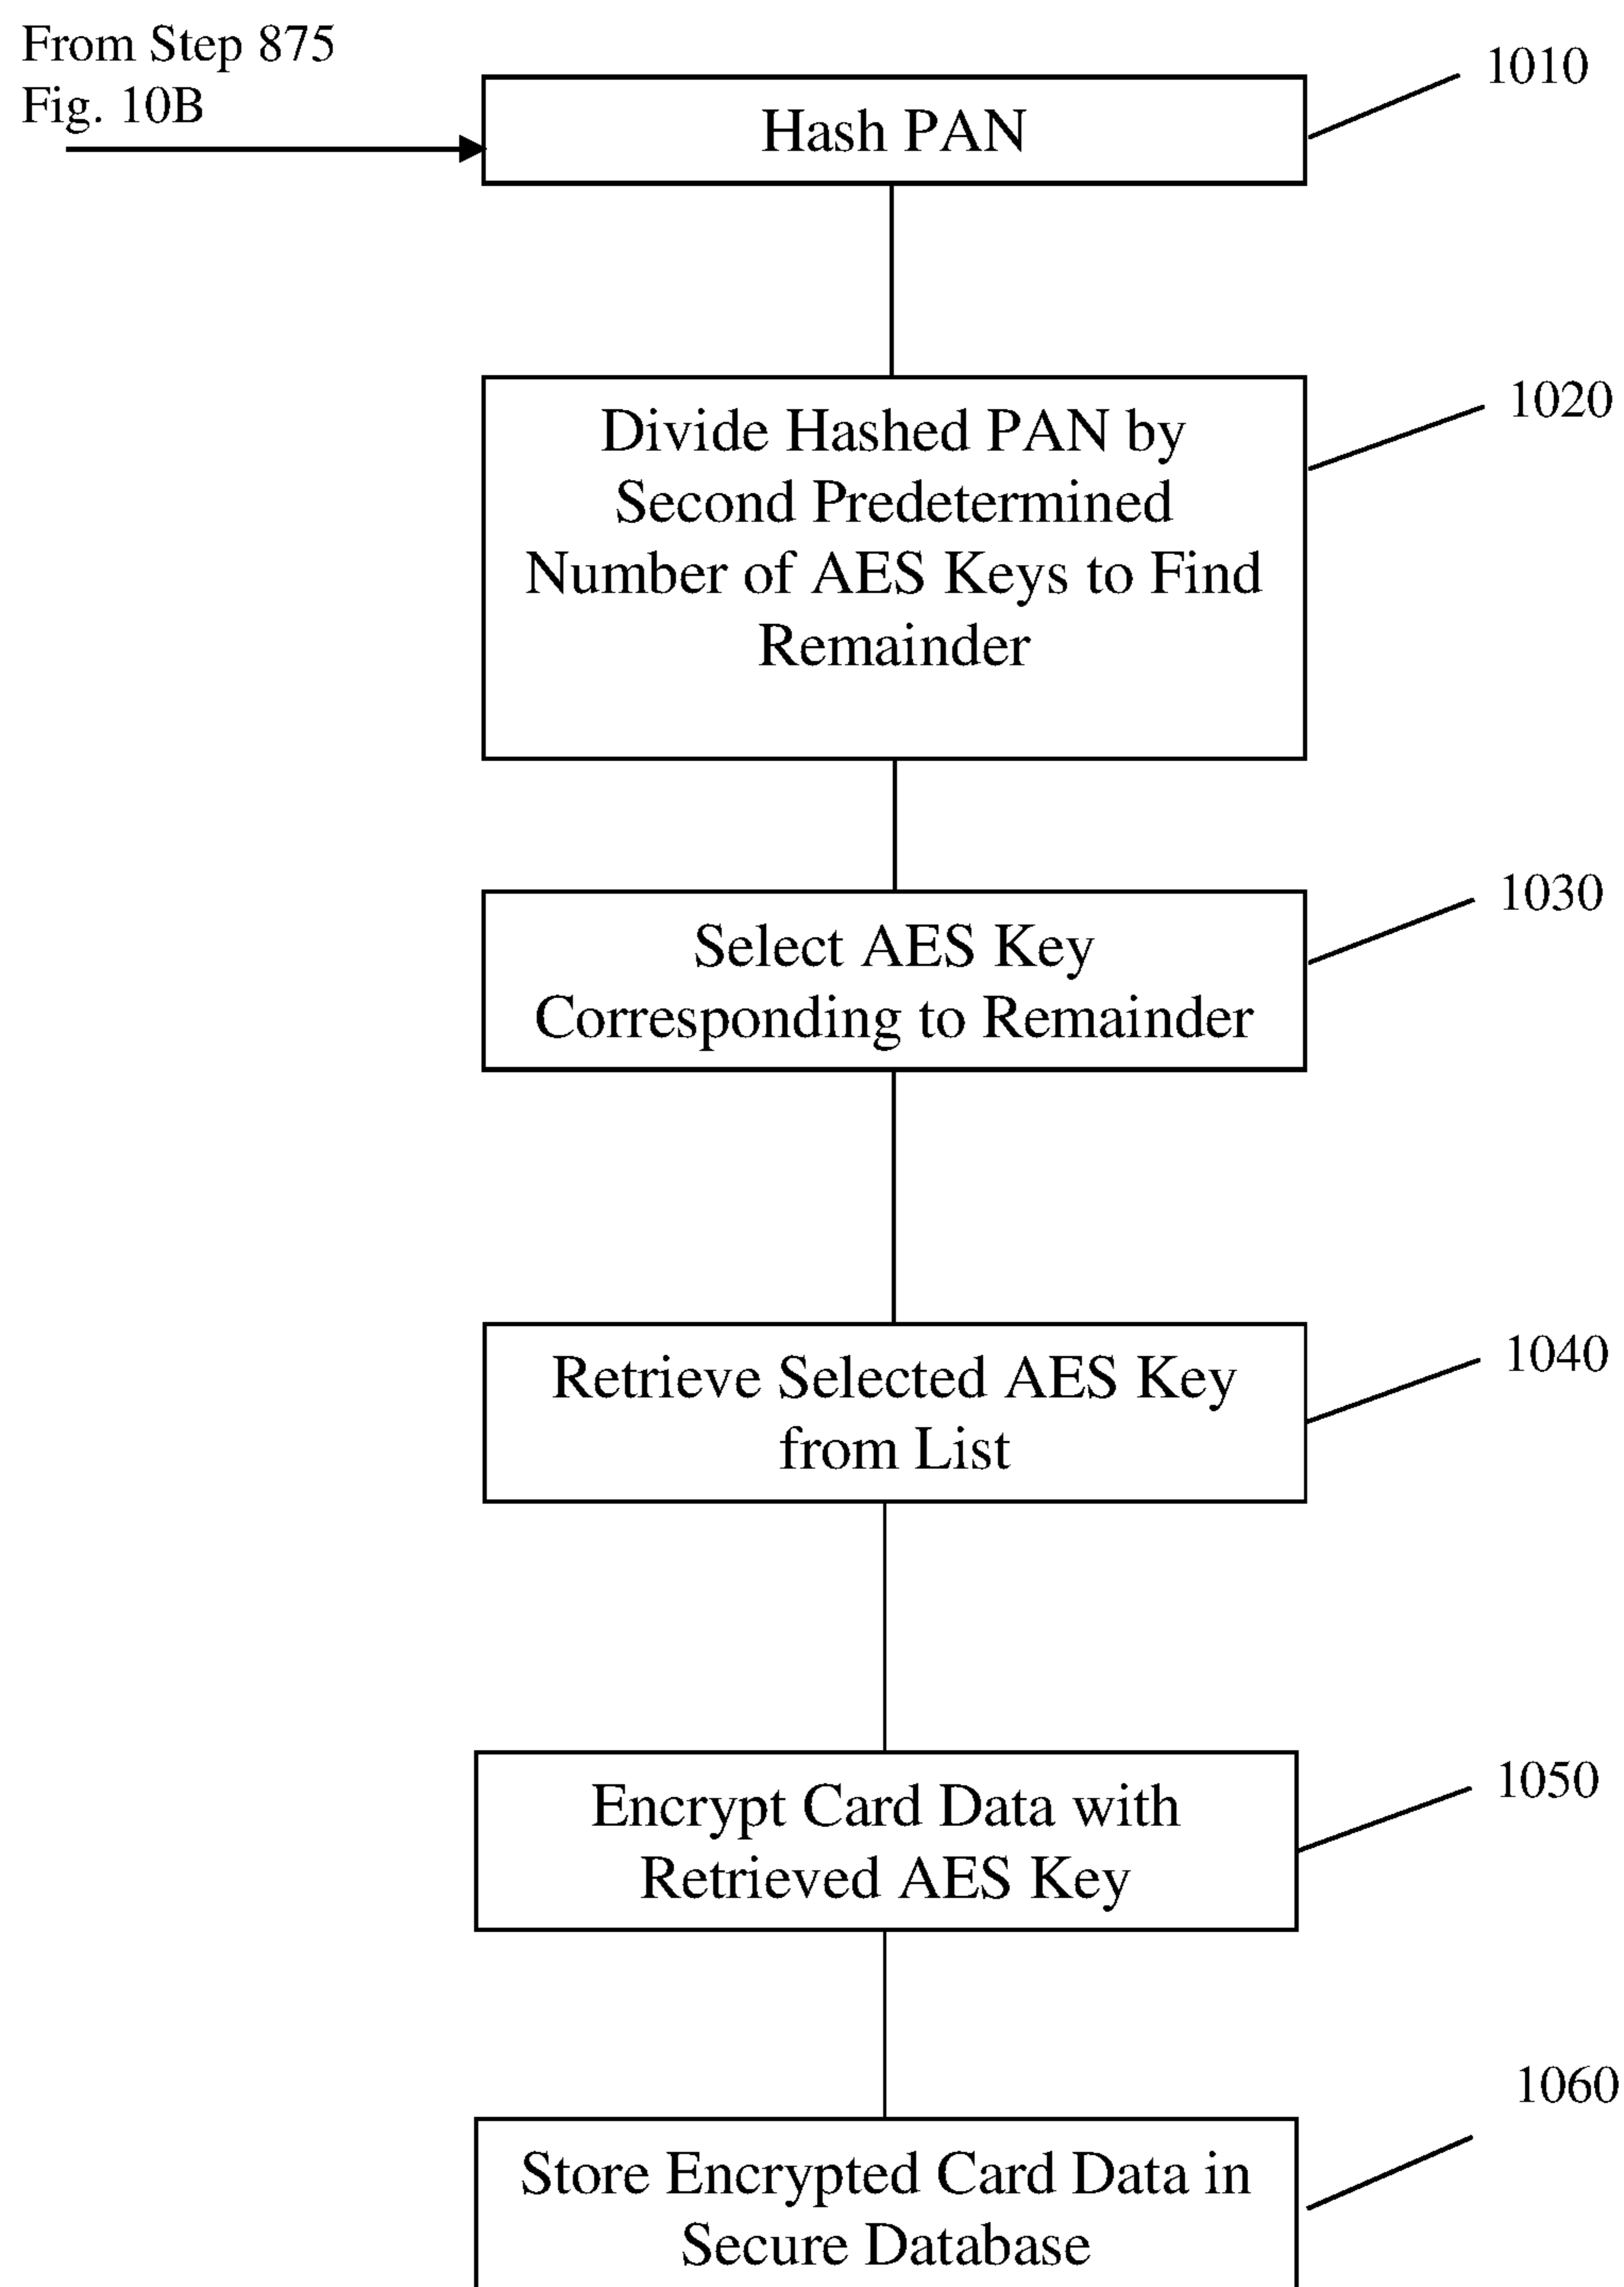 From Step 875
Fig. 10B
1010
Hash PAN
1020
Divide Hashed PAN by
Second Predetermined
Number of AES Keys to Find
Remainder
1030
Select AES Key
Corresponding to Remainder
1040
Retrieve Selected AES Key
from List
1050
Encrypt Card Data with
Retrieved AES Key
1060
Store Encrypted Card Data in
Secure Database